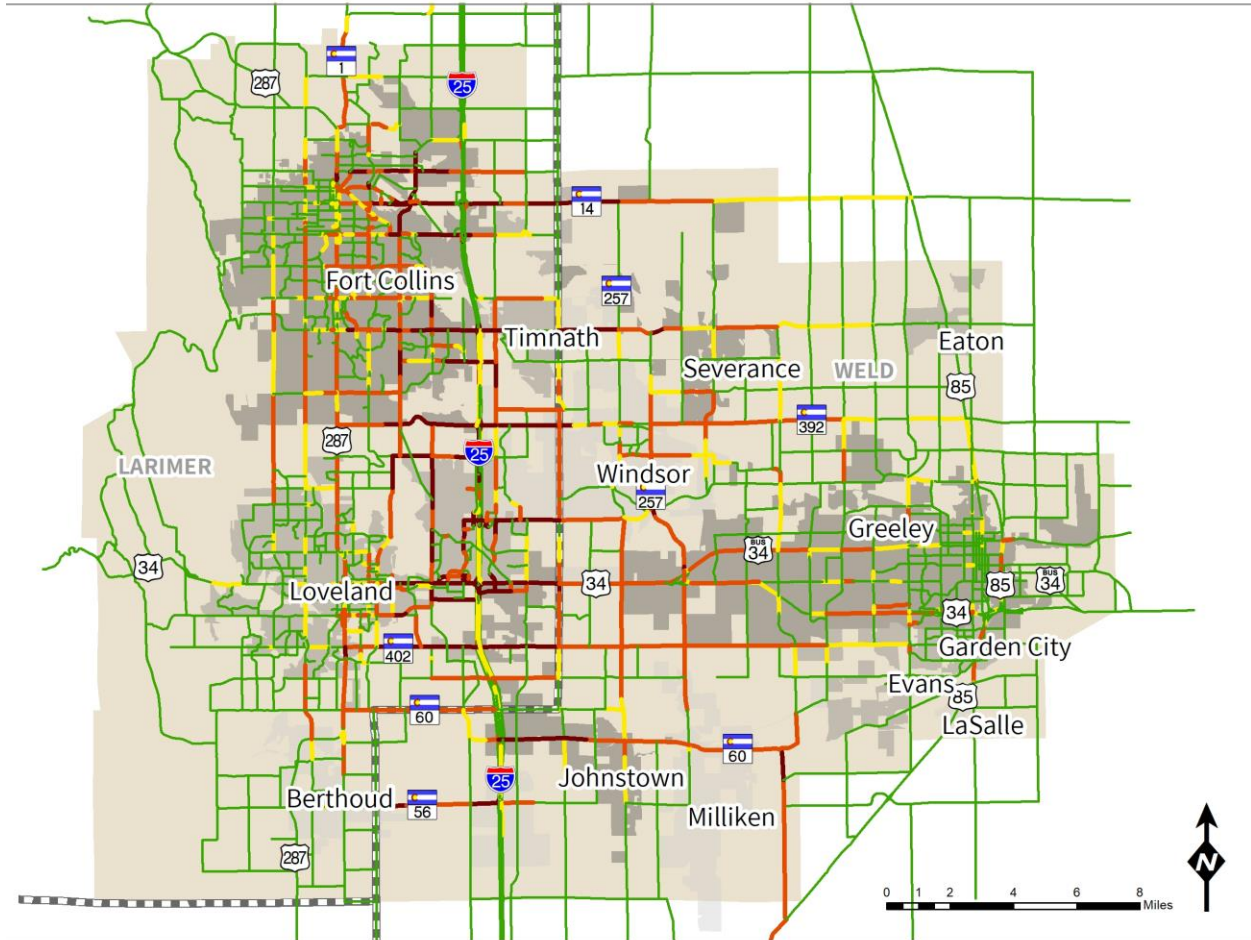 287
1
25
14
Fort Collins
257
Timnath
Eaton
Severance
WELD
85
392
287
25
LARIMER
Windsor
257
Greeley
BUS
34
34
Loveland
34
85
BUS
34
34
402
Garden City
Evans
85
60
LaSalle
60
25
Johnstown
Berthoud
56
Milliken
287
N
0 1 2 4 6 8
Miles